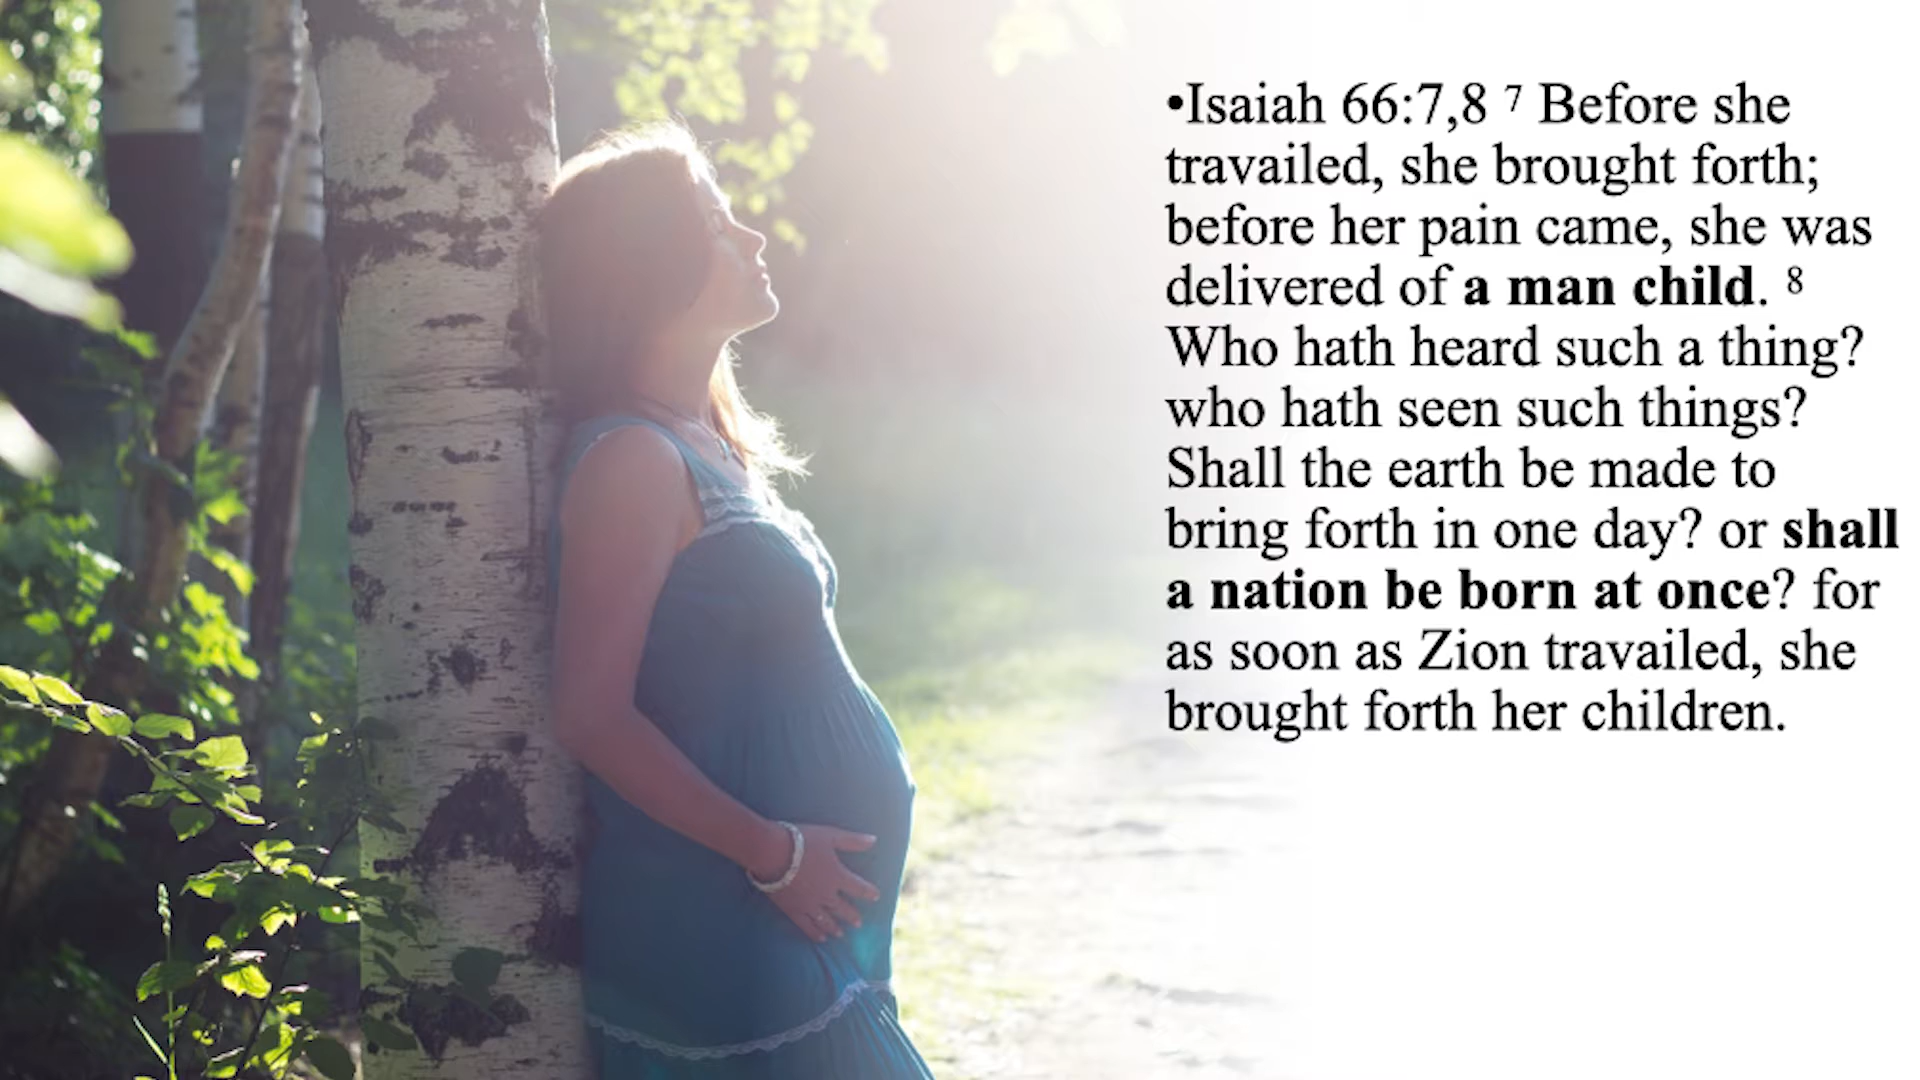 •Isaiah 66:7,8 ⁷ Before she
travailed, she brought forth;
before her pain came, she was
delivered of a man child. ⁸
Who hath heard such a thing?
who hath seen such things?
Shall the earth be made to
bring forth in one day? or shall
a nation be born at once? for
as soon as Zion travailed, she
brought forth her children.